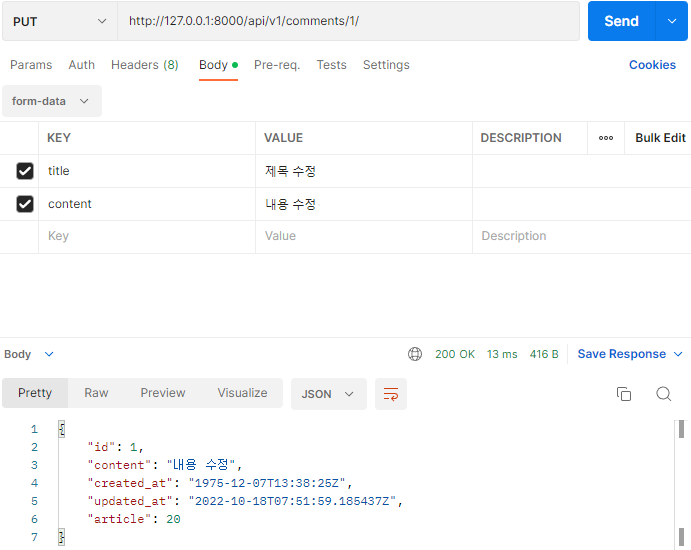 PUT http://127.0.0.1:8000/api/v1/comments/1/ Send
Params Auth Headers (8) Body Pre-req. Tests Settings Cookies
form-data
KEY VALUE DESCRIPTION ooo Bulk Edit
title 제목 수정
content 내용 수정
Key Value Description
Body 200 OK 13 ms 416 B Save Response
Pretty Raw Preview Visualize JSON
1 {
2 "id": 1,
3 "content": "내용 수정",
4 "created_at": "1975-12-07T13:38:25Z",
5 "updated_at": "2022-10-18T07:51:59.185437Z",
6 "article": 20
7 }